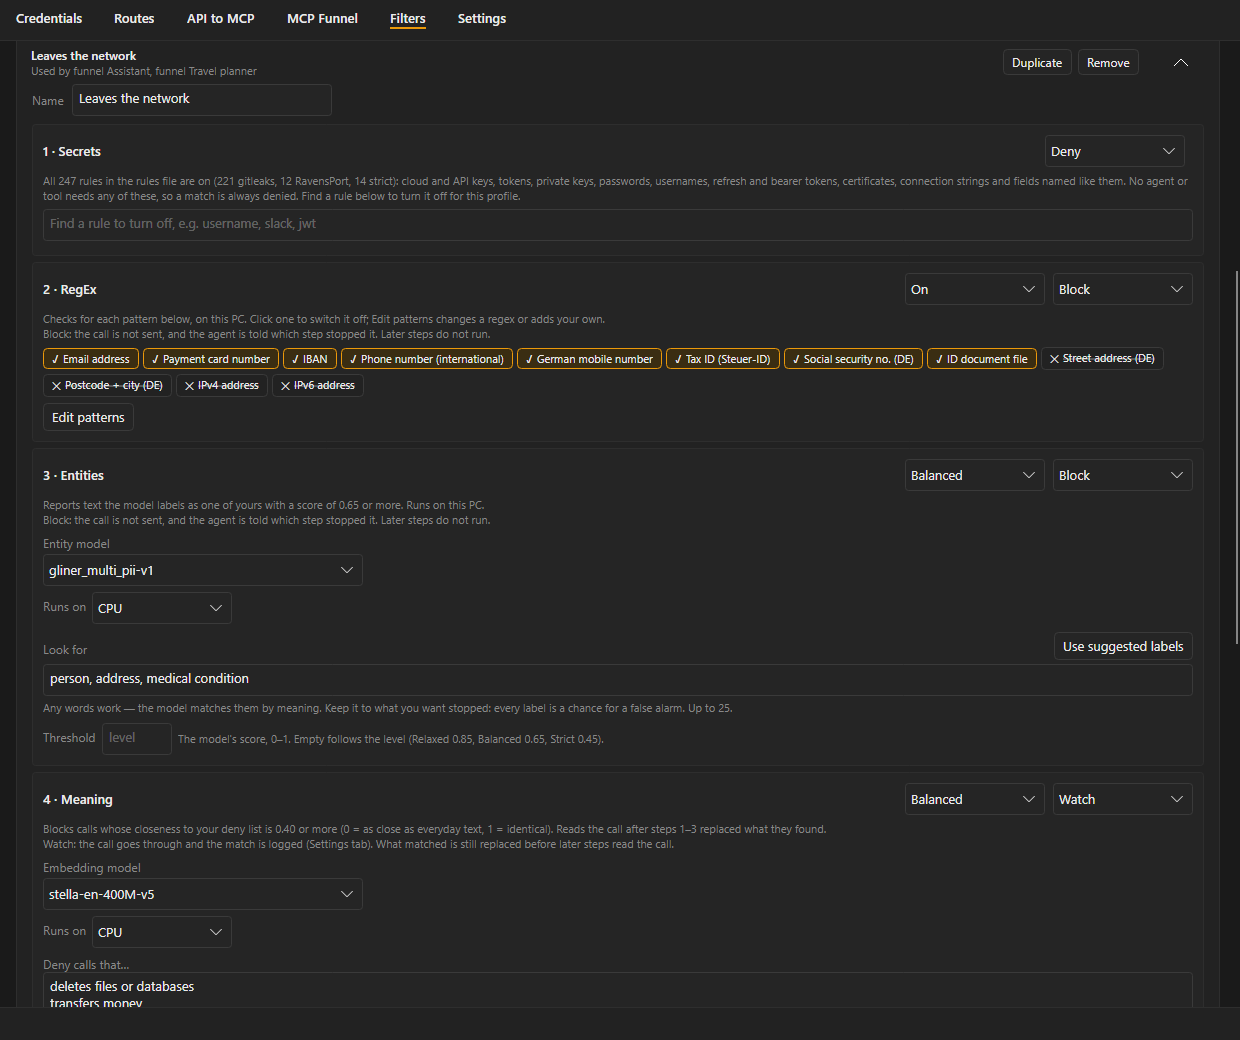 Credentials Routes API to MCP MCP Funnel Filters Settings
Leaves the network
Used by funnel Assistant, funnel Travel planner
Duplicate Remove
Name Leaves the network
1 · Secrets Deny
All 247 rules in the rules file are on (221 gitleaks, 12 RavensPort, 14 strict): cloud and API keys, tokens, private keys, passwords, usernames, refresh and bearer tokens, certificates, connection strings and fields named like them. No agent or
tool needs any of these, so a match is always denied. Find a rule below to turn it off for this profile.
Find a rule to turn off, e.g. username, slack, jwt
2 · RegEx On Block
Checks for each pattern below, on this PC. Click one to switch it off; Edit patterns changes a regex or adds your own.
Block: the call is not sent, and the agent is told which step stopped it. Later steps do not run.
✓ Email address ✓ Payment card number ✓ IBAN ✓ Phone number (international) ✓ German mobile number ✓ Tax ID (Steuer-ID) ✓ Social security no. (DE) ✓ ID document file ✕ Street address (DE)
✕ Postcode + city (DE) ✕ IPv4 address ✕ IPv6 address
Edit patterns
3 · Entities Balanced Block
Reports text the model labels as one of yours with a score of 0.65 or more. Runs on this PC.
Block: the call is not sent, and the agent is told which step stopped it. Later steps do not run.
Entity model
gliner_multi_pii-v1
Runs on CPU
Look for Use suggested labels
person, address, medical condition
Any words work — the model matches them by meaning. Keep it to what you want stopped: every label is a chance for a false alarm. Up to 25.
Threshold level The model's score, 0–1. Empty follows the level (Relaxed 0.85, Balanced 0.65, Strict 0.45).
4 · Meaning Balanced Watch
Blocks calls whose closeness to your deny list is 0.40 or more (0 = as close as everyday text, 1 = identical). Reads the call after steps 1–3 replaced what they found.
Watch: the call goes through and the match is logged (Settings tab). What matched is still replaced before later steps read the call.
Embedding model
stella-en-400M-v5
Runs on CPU
Deny calls that...
deletes files or databases
transfers money